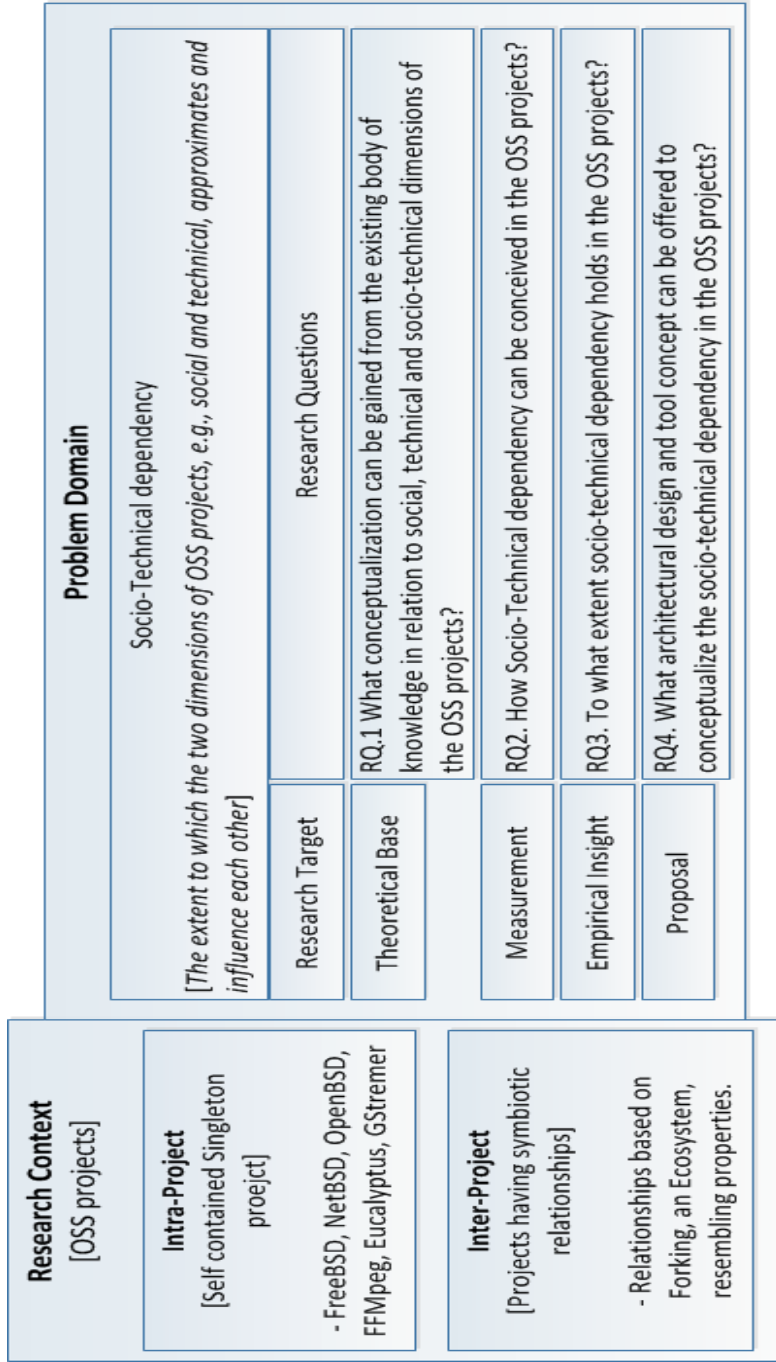 Research Context
[OSS projects]
Intra-Project
[Self contained Singleton
proejct]
- FreeBSD, NetBSD, OpenBSD,
FFMpeg, Eucalyptus, GStremer
Inter-Project
[Projects having symbiotic
relationships]
- Relationships based on
Forking, an Ecosystem,
resembling properties.
Problem Domain
Socio-Technical dependency
[The extent to which the two dimensions of OSS projects, e.g., social and technical, approximates and
influence each other]
Research Target
Research Questions
Theoretical Base
RQ.1 What conceptualization can be gained from the existing body of
knowledge in relation to social, technical and socio-technical dimensions of
the OSS projects?
Measurement
RQ2. How Socio-Technical dependency can be conceived in the OSS projects?
Empirical Insight
RQ3. To what extent socio-technical dependency holds in the OSS projects?
Proposal
RQ4. What architectural design and tool concept can be offered to
conceptualize the socio-technical dependency in the OSS projects?